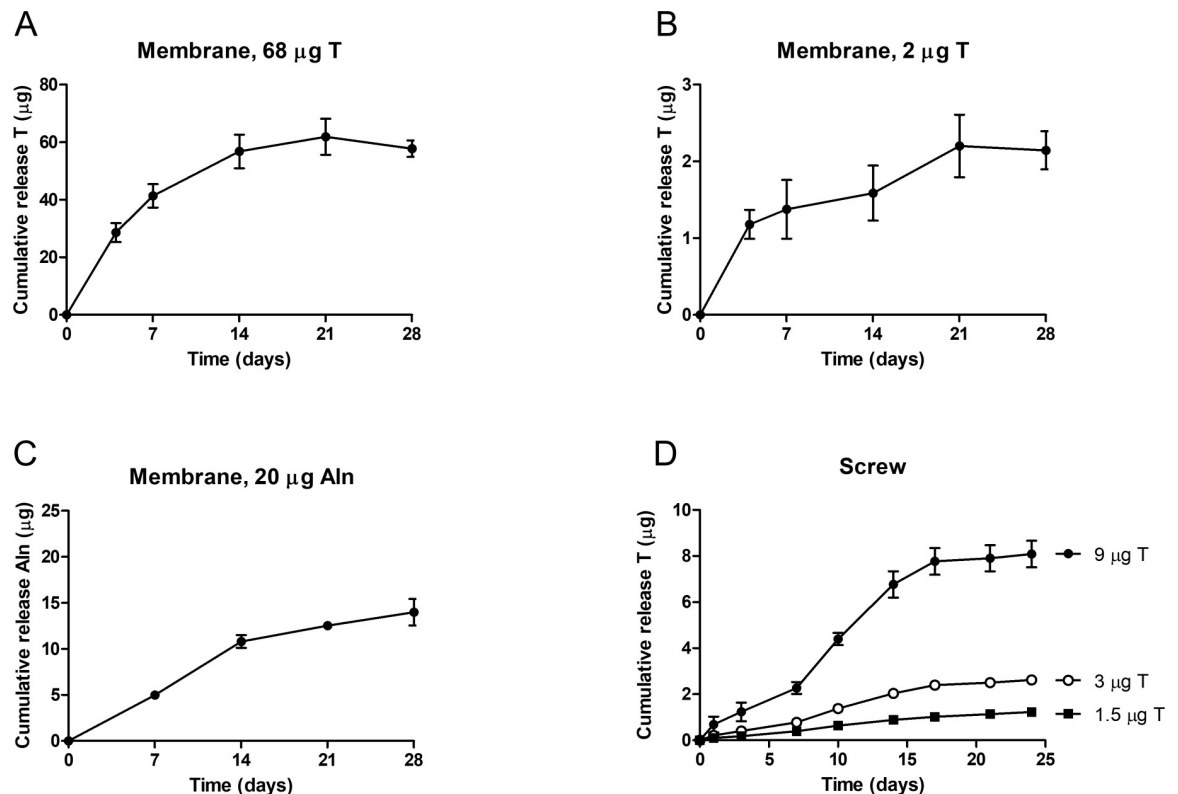 A
Membrane, 68 μg T
Cumulative release T (μg)
80
60
40
20
0
0 7 14 21 28
Time (days)
B
Membrane, 2 μg T
Cumulative release T (μg)
3
2
1
0
0 7 14 21 28
Time (days)
C
Membrane, 20 μg Aln
Cumulative release Aln (μg)
25
20
15
10
5
0
0 7 14 21 28
Time (days)
D
Screw
Cumulative release T (μg)
10
8
6
4
2
0
0 5 10 15 20 25
Time (days)
9 μg T
3 μg T
1.5 μg T